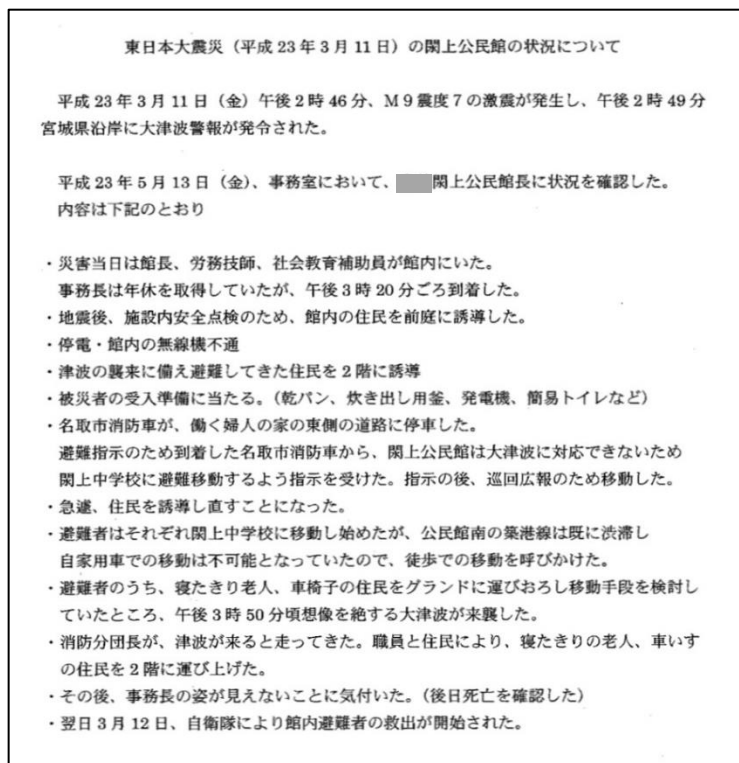 東日本大震災（平成23年3月11日）の閖上公民館の状況について
平成23年3月11日（金）午後2時46分、M9震度7の激震が発生し、午後2時49分
宮城県沿岸に大津波警報が発令された。
平成23年5月13日（金）、事務室において、閖上公民館長に状況を確認した。
内容は下記のとおり
・災害当日は館長、労務技師、社会教育補助員が館内にいた。
事務長は年休を取得していたが、午後3時20分ごろ到着した。
・地震後、施設内安全点検のため、館内の住民を前庭に誘導した。
・停電・館内の無線機不通
・津波の襲来に備え避難してきた住民を2階に誘導
・被災者の受入準備に当たる。（乾パン、炊き出し用釜、発電機、簡易トイレなど）
・名取市消防車が、働く婦人の家の東側の道路に停車した。
避難指示のため到着した名取市消防車から、閖上公民館は大津波に対応できないため
閖上中学校に避難移動するよう指示を受けた。指示の後、巡回広報のため移動した。
・急遽、住民を誘導し直すことになった。
・避難者はそれぞれ閖上中学校に移動し始めたが、公民館南の築港線は既に渋滞し
自家用車での移動は不可能となっていたので、徒歩での移動を呼びかけた。
・避難者のうち、寝たきり老人、車椅子の住民をグランドに運びおろし移動手段を検討し
ていたところ、午後3時50分頃想像を絶する大津波が来襲した。
・消防分団長が、津波が来ると走ってきた。職員と住民により、寝たきりの老人、車いす
の住民を2階に運び上げた。
・その後、事務長の姿が見えないことに気付いた。（後日死亡を確認した）
・翌日3月12日、自衛隊により館内避難者の救出が開始された。